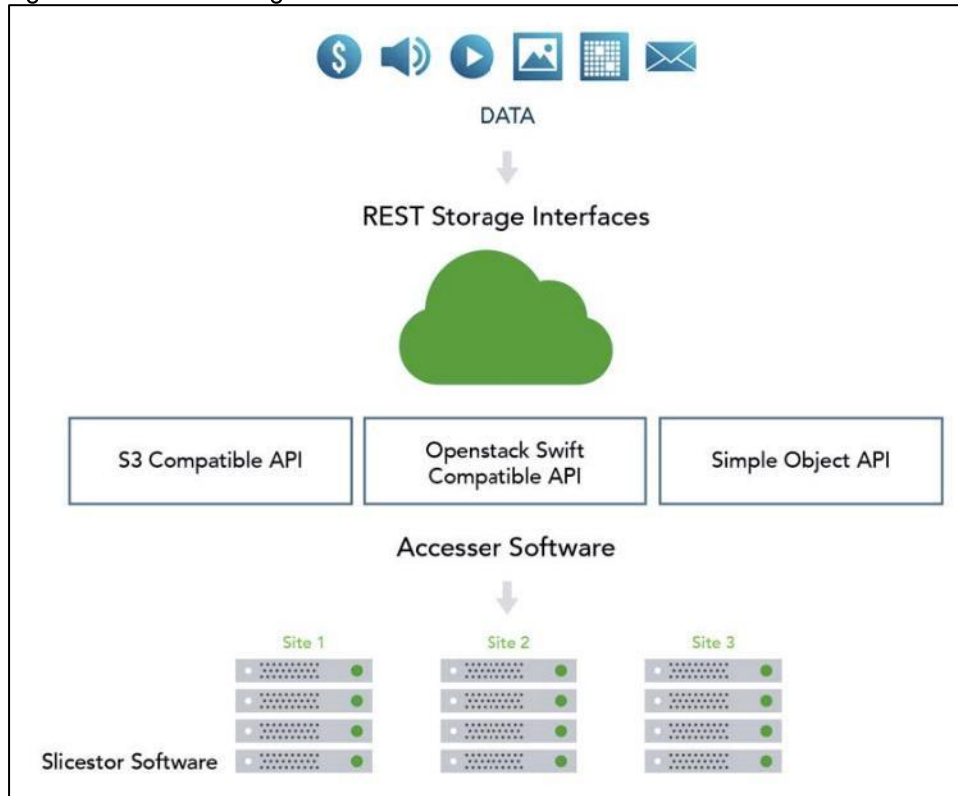 $
DATA
REST Storage Interfaces
S3 Compatible API
Openstack Swift
Compatible API
Simple Object API
Accesser Software
Site 1
Site 2
Site 3
Slicestor Software